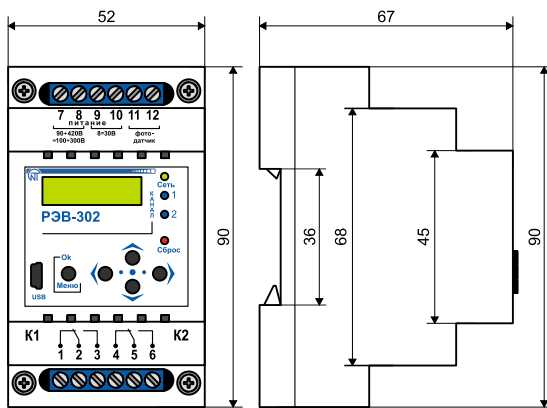 52
67
7 8 9 10 11 12
питание
90÷420В
=100÷300В
8÷30В
фото-
датчик
Сеть
КАНАЛ
1
2
РЭВ-302
Сброс
Ok
Меню
USB
К1
К2
1 2 3 4 5 6
90
36
68
45
90